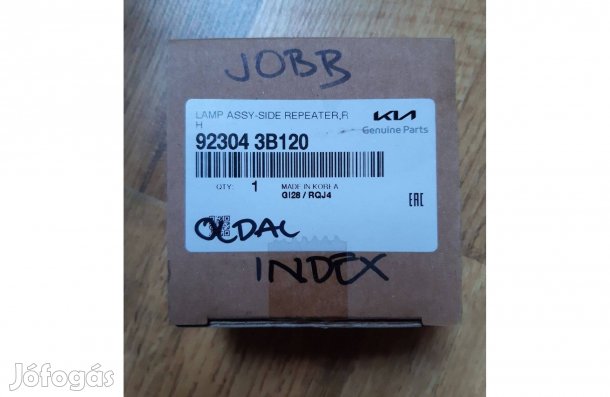 JOBB
LAMP ASSY-SIDE REPEATER,R
H
KIA
Genuine Parts
92304 3B120
QTY: 1 MADE IN KOREA
GI28 / RQJ4
EAC
OLDAL
INDEX
Jófogás